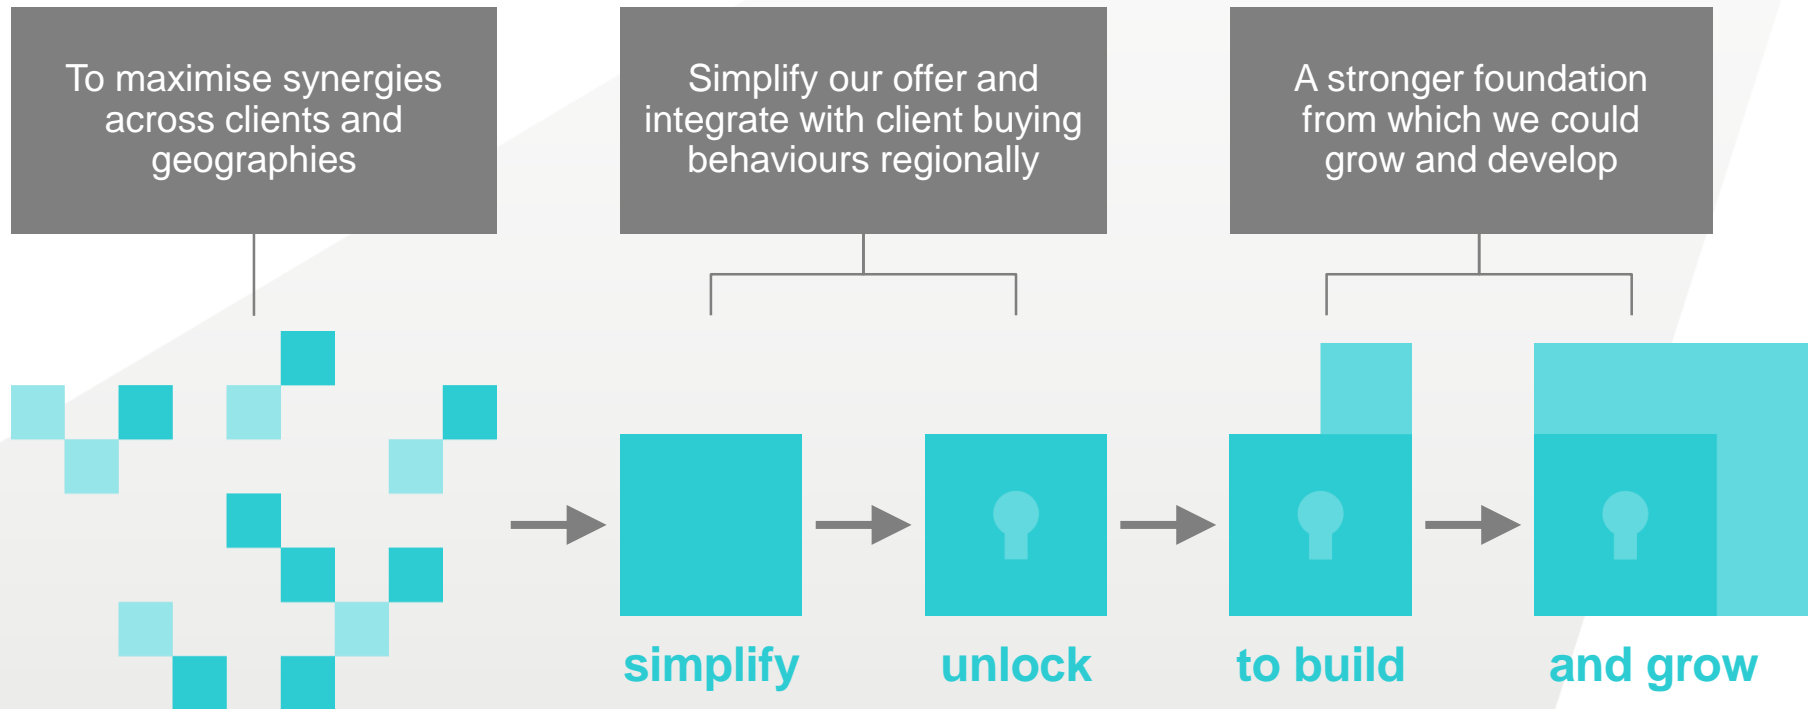 To maximise synergies
across clients and
geographies
Simplify our offer and
integrate with client buying
behaviours regionally
A stronger foundation
from which we could
grow and develop
simplify
unlock
to build
and grow